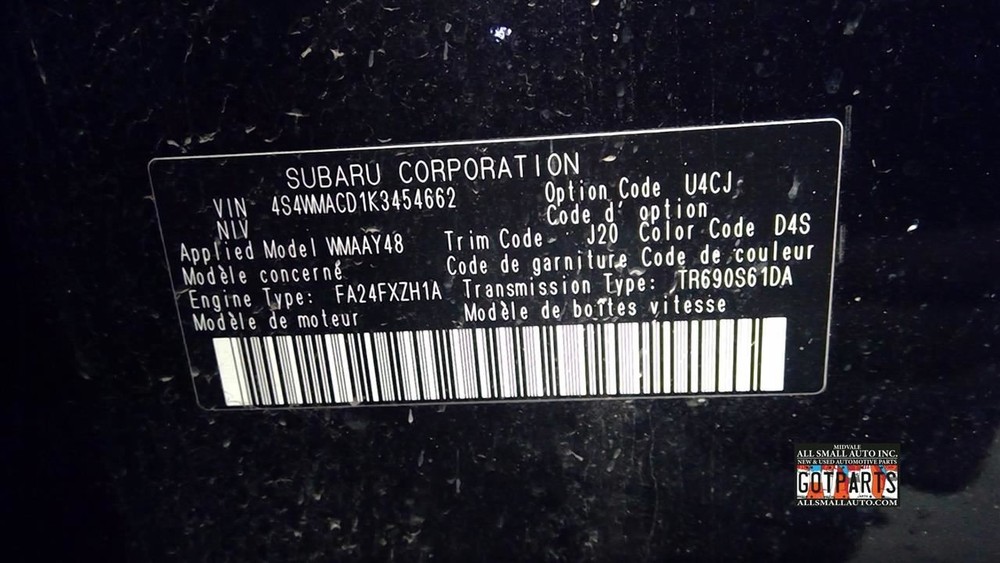 SUBARU CORPORATION
VIN 4S4WMACD1K3454662 Option Code U4CJ
NLV Code d' option
Applied Model WMAAY48 Trim Code J20 Color Code D4S
Modèle concerné Code de garniture Code de couleur
Engine Type: FA24FXZH1A Transmission Type: TR690S61DA
Modèle de moteur Modèle de boîtes vitesse
MIDVALE
ALL SMALL AUTO INC.
NEW & USED AUTOMOTIVE PARTS
GOTPARTS
ALLSMALLAUTO.COM